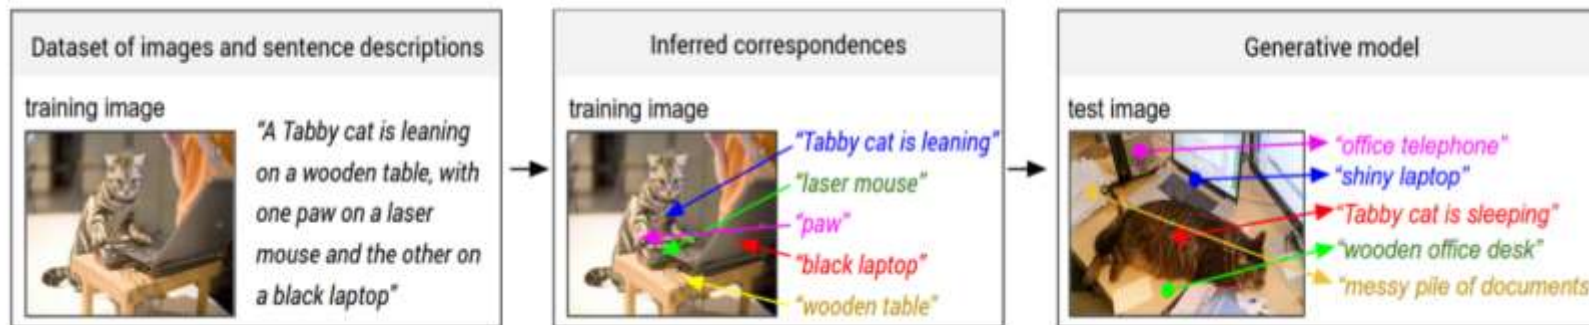 Dataset of images and sentence descriptions
training image
"A Tabby cat is leaning
on a wooden table, with
one paw on a laser
mouse and the other on
a black laptop"
Inferred correspondences
training image
"Tabby cat is leaning"
"laser mouse"
"paw"
"black laptop"
"wooden table"
Generative model
test image
"office telephone"
"shiny laptop"
"Tabby cat is sleeping"
"wooden office desk"
"messy pile of documents